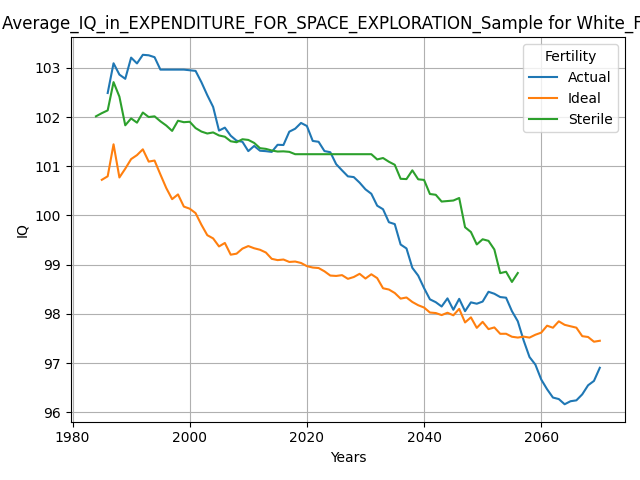 Average_IQ_in_EXPENDITURE_FOR_SPACE_EXPLORATION_Sample for White_F
Fertility
Actual
Ideal
Sterile
IQ
103
102
101
100
99
98
97
96
1980
2000
2020
2040
2060
Years